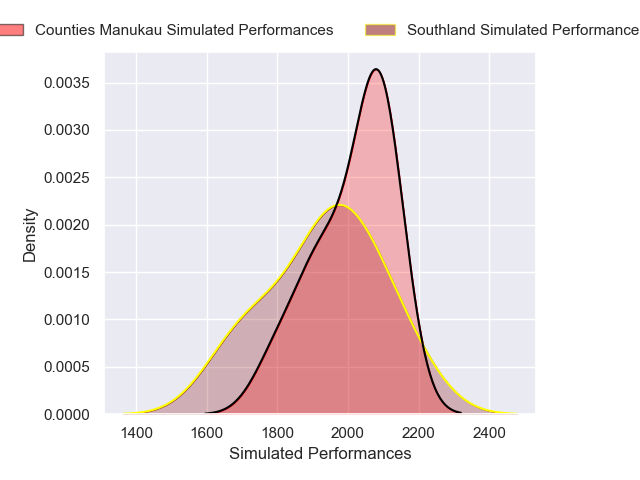 Counties Manukau Simulated Performances
Southland Simulated Performance
0.0035
0.0030
0.0025
0.0020
0.0015
0.0010
0.0005
0.0000
Density
1400 1600 1800 2000 2200 2400
Simulated Performances